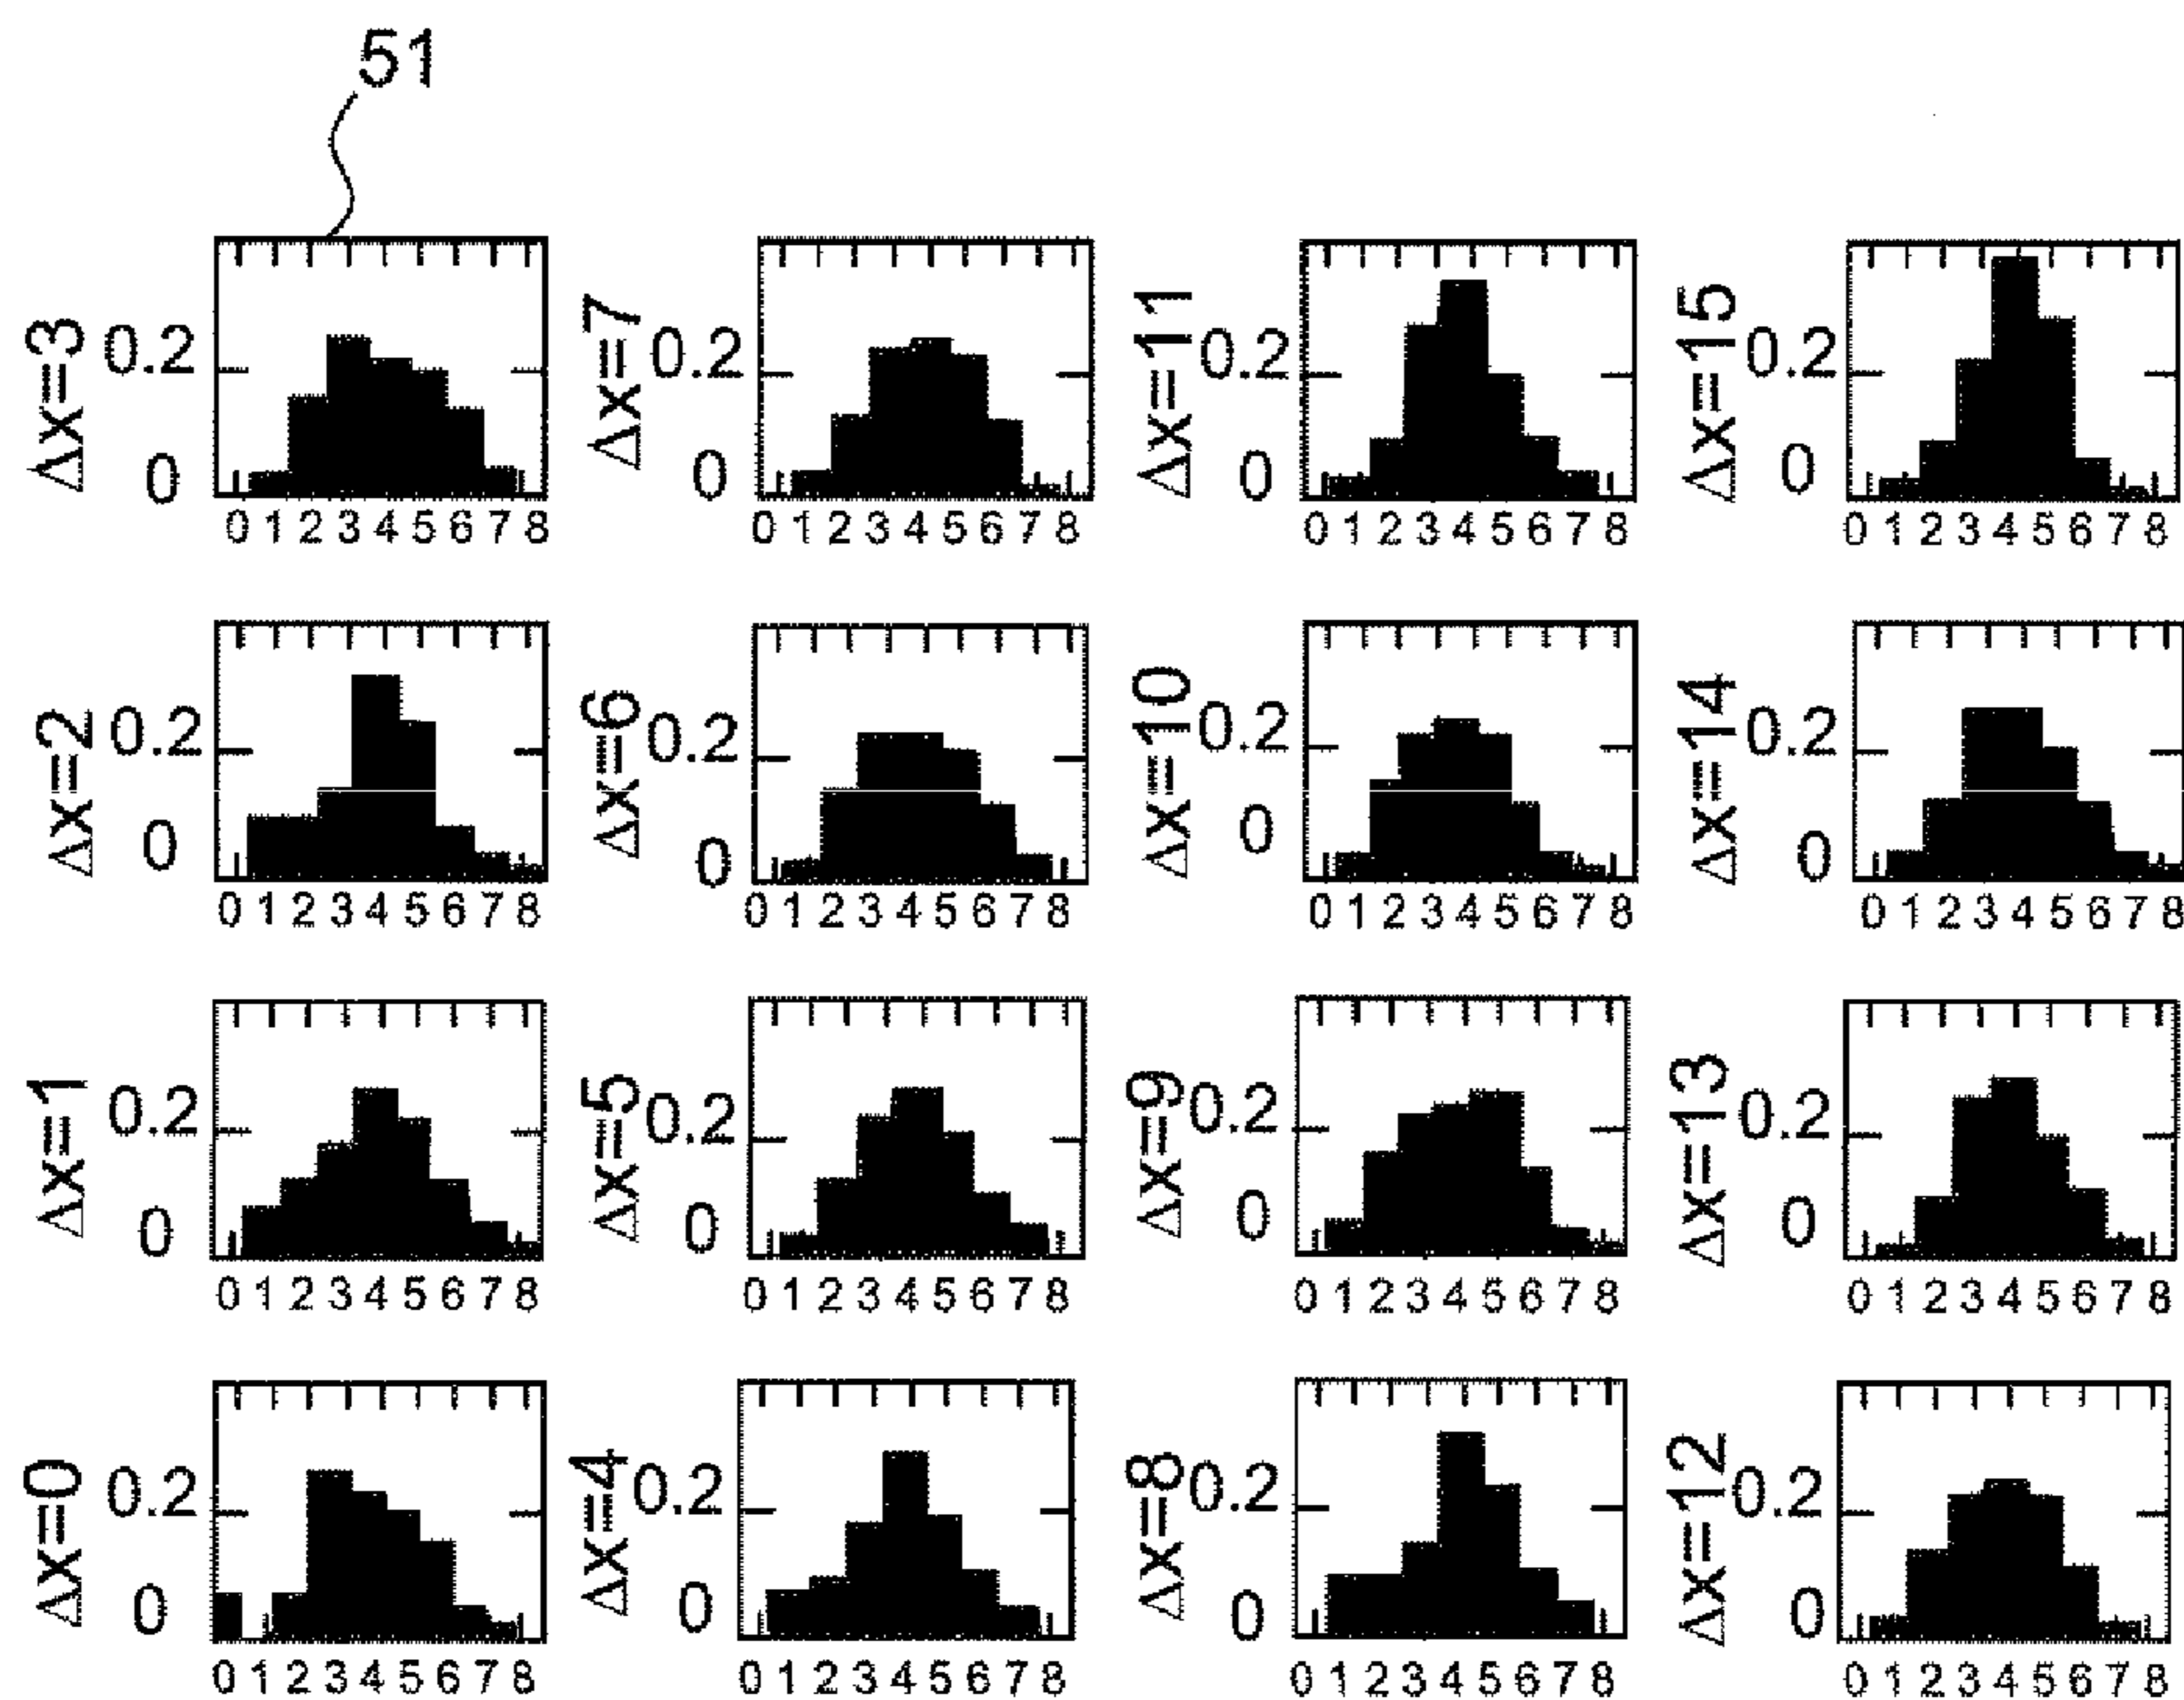 51
Δx=3 0.2 0 0 1 2 3 4 5 6 7 8
Δx=7 0.2 0 0 1 2 3 4 5 6 7 8
Δx=11 0.2 0 0 1 2 3 4 5 6 7 8
Δx=15 0.2 0 0 1 2 3 4 5 6 7 8
Δx=2 0.2 0 0 1 2 3 4 5 6 7 8
Δx=6 0.2 0 0 1 2 3 4 5 6 7 8
Δx=10 0.2 0 0 1 2 3 4 5 6 7 8
Δx=14 0.2 0 0 1 2 3 4 5 6 7 8
Δx=1 0.2 0 0 1 2 3 4 5 6 7 8
Δx=5 0.2 0 0 1 2 3 4 5 6 7 8
Δx=9 0.2 0 0 1 2 3 4 5 6 7 8
Δx=13 0.2 0 0 1 2 3 4 5 6 7 8
Δx=0 0.2 0 0 1 2 3 4 5 6 7 8
Δx=4 0.2 0 0 1 2 3 4 5 6 7 8
Δx=8 0.2 0 0 1 2 3 4 5 6 7 8
Δx=12 0.2 0 0 1 2 3 4 5 6 7 8